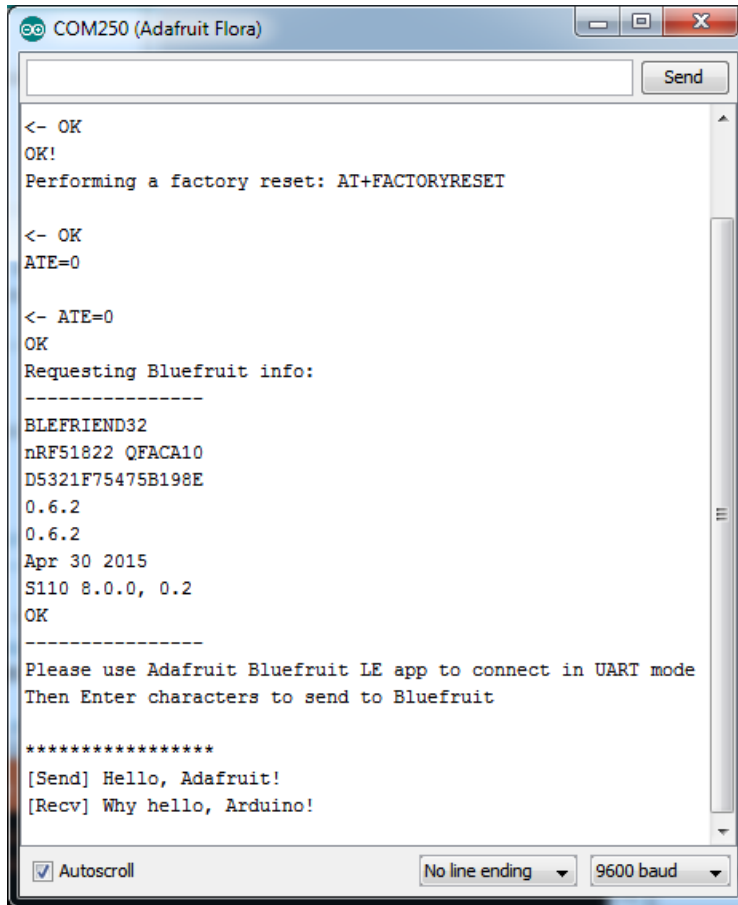 COM250 (Adafruit Flora)
Send
<- OK
OK!
Performing a factory reset: AT+FACTORYRESET
<- OK
ATE=0
<- ATE=0
OK
Requesting Bluefruit info:
----------------
BLEFRIEND32
nRF51822 QFACA10
D5321F75475B198E
0.6.2
0.6.2
Apr 30 2015
S110 8.0.0, 0.2
OK
----------------
Please use Adafruit Bluefruit LE app to connect in UART mode
Then Enter characters to send to Bluefruit
*****************
[Send] Hello, Adafruit!
[Recv] Why hello, Arduino!
Autoscroll No line ending 9600 baud